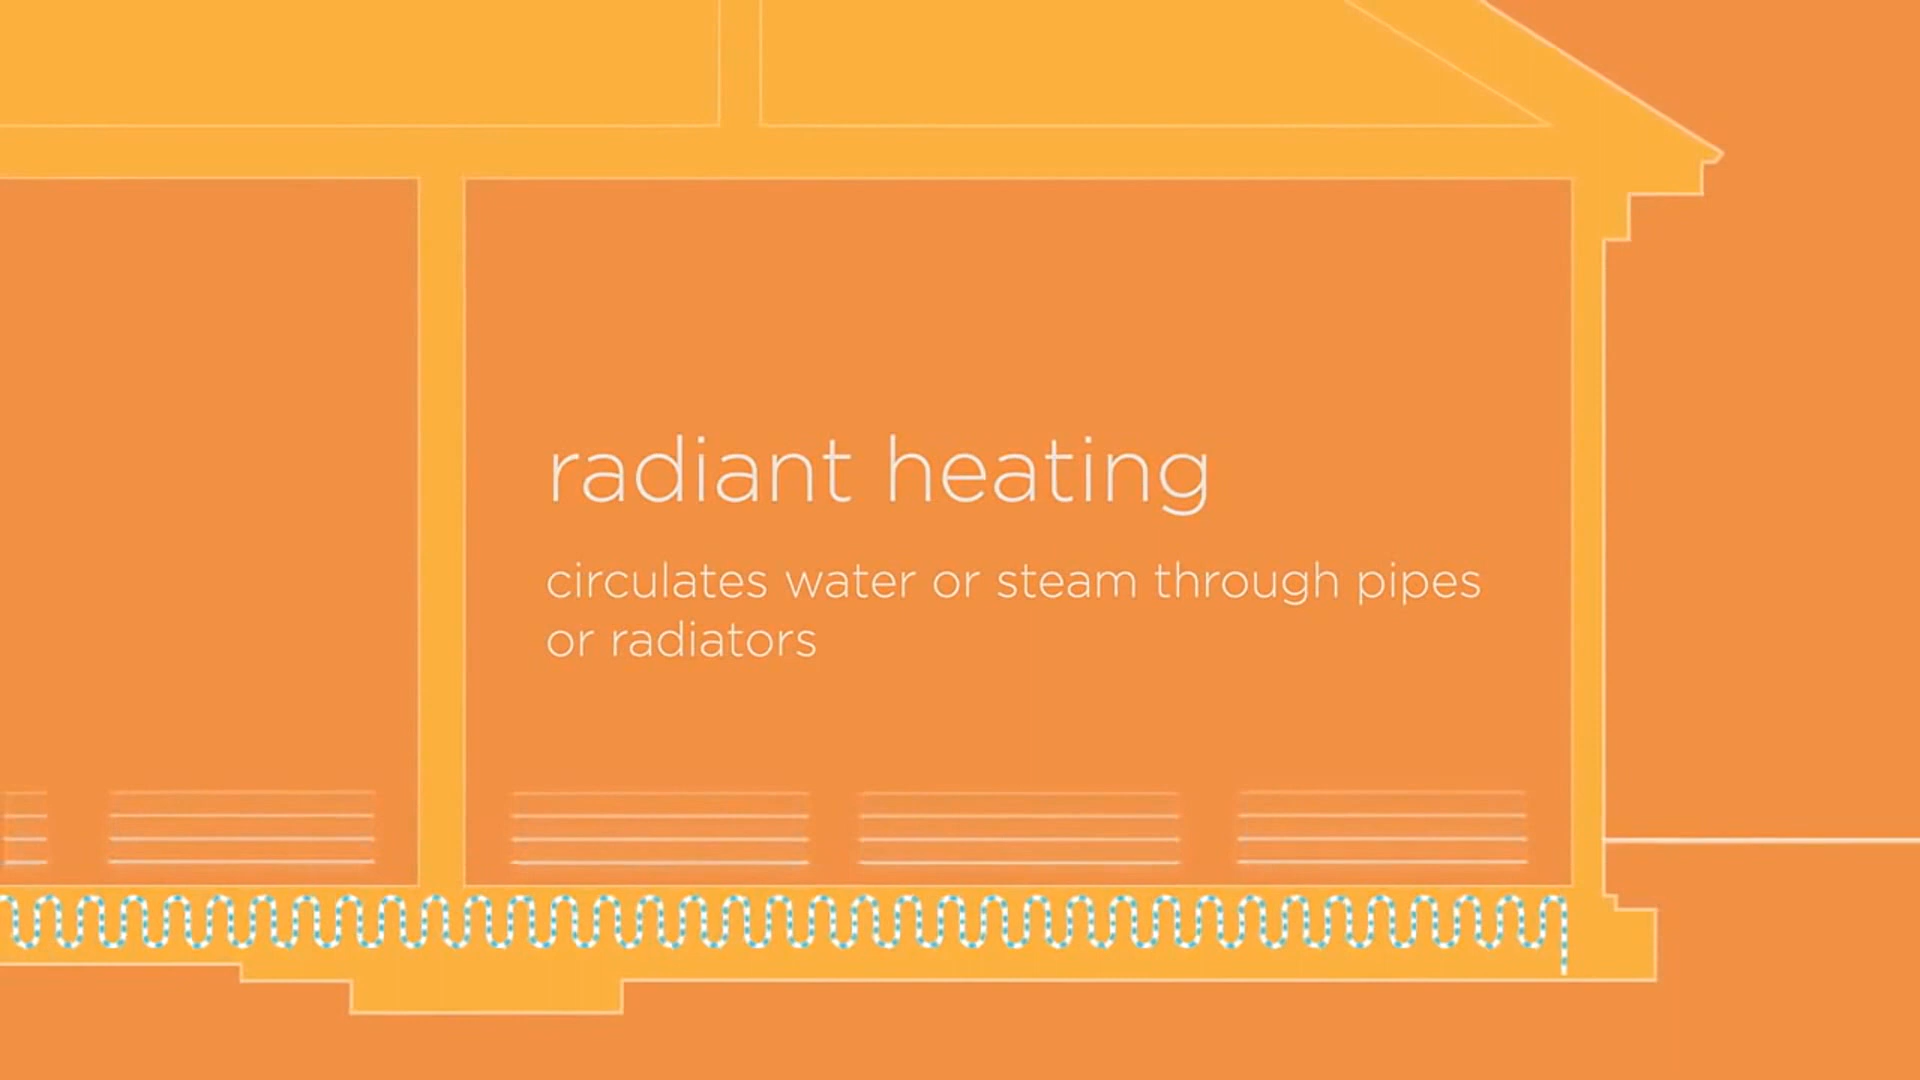 radiant heating
circulates water or steam through pipes
or radiators